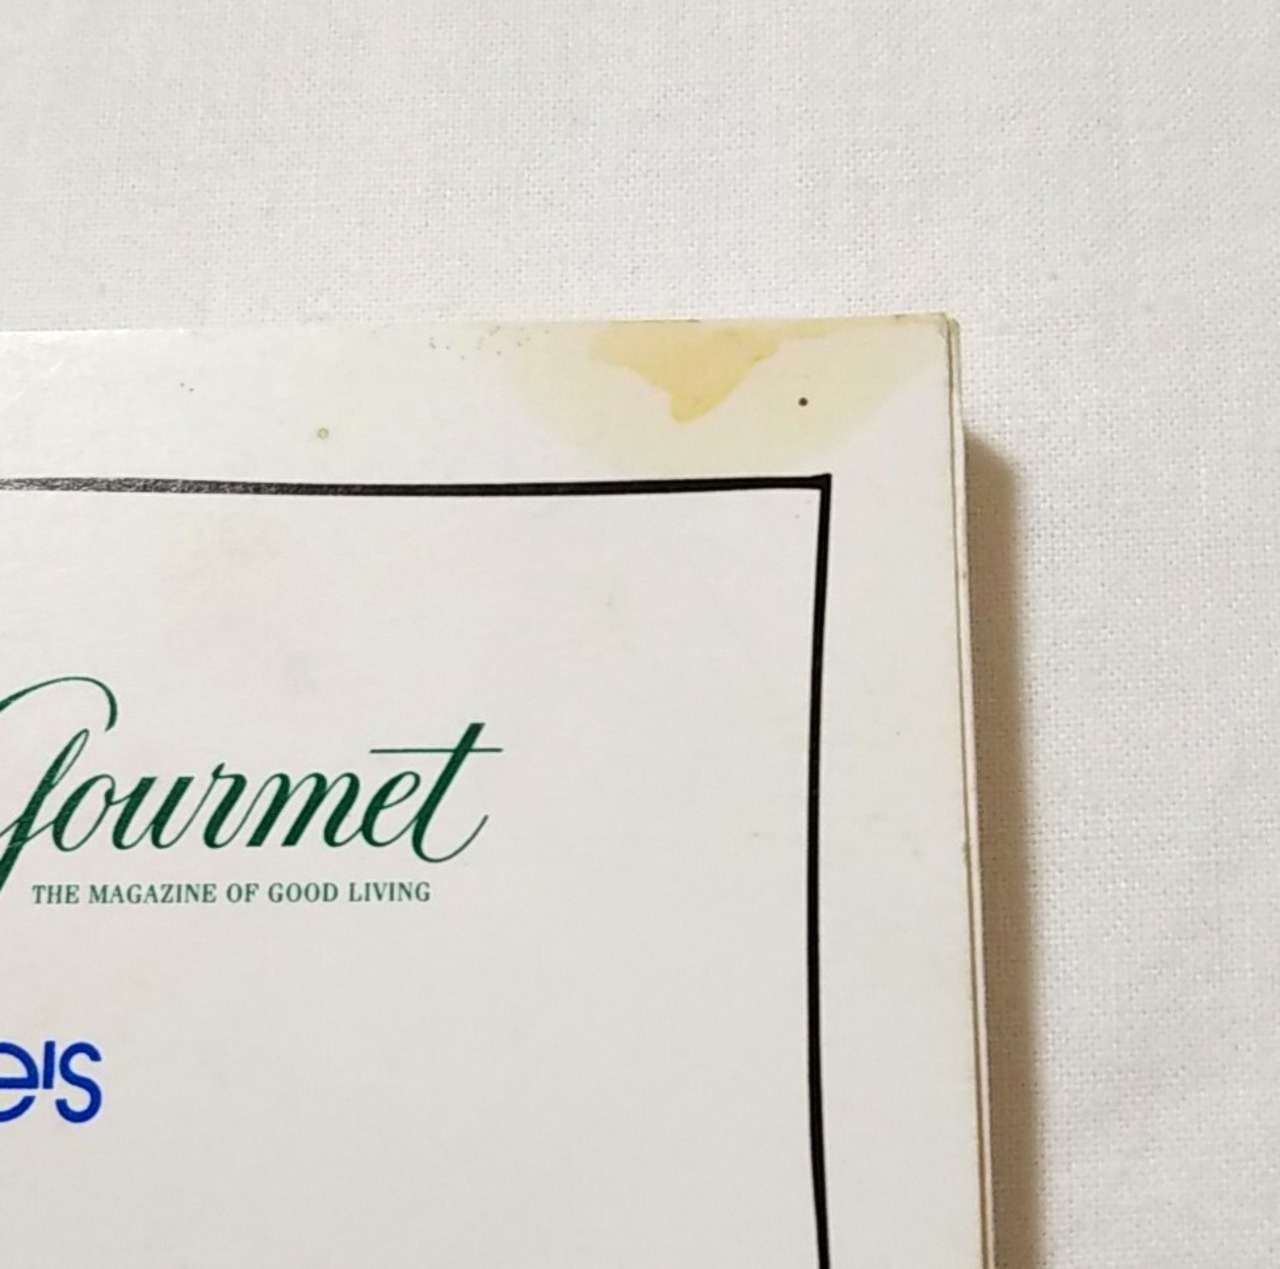 Gourmet
THE MAGAZINE OF GOOD LIVING
e's